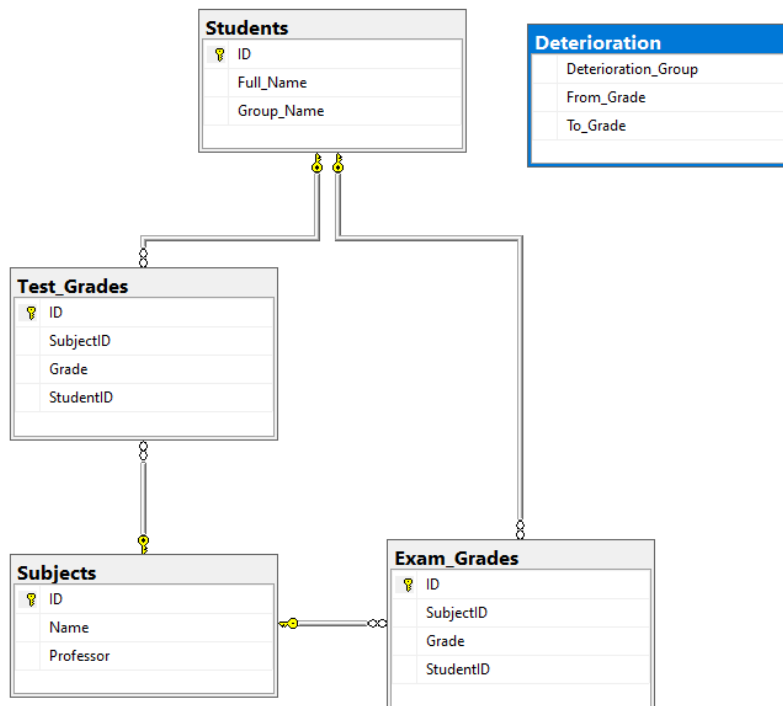 Students
ID
Full_Name
Group_Name
Deterioration
Deterioration_Group
From_Grade
To_Grade
Test_Grades
ID
SubjectID
Grade
StudentID
Subjects
ID
Name
Professor
Exam_Grades
ID
SubjectID
Grade
StudentID